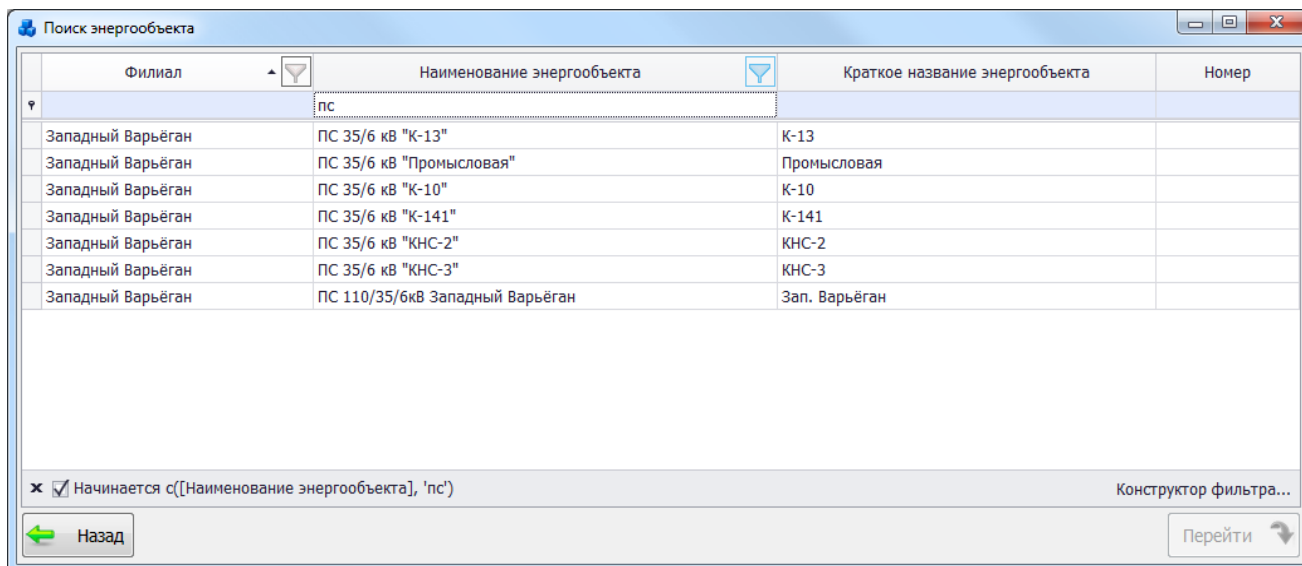 Поиск энергообъекта
Филиал Наименование энергообъекта Краткое название энергообъекта Номер
пс
Западный Варьёган ПС 35/6 кВ "К-13" К-13
Западный Варьёган ПС 35/6 кВ "Промысловая" Промысловая
Западный Варьёган ПС 35/6 кВ "К-10" К-10
Западный Варьёган ПС 35/6 кВ "К-141" К-141
Западный Варьёган ПС 35/6 кВ "КНС-2" КНС-2
Западный Варьёган ПС 35/6 кВ "КНС-3" КНС-3
Западный Варьёган ПС 110/35/6кВ Западный Варьёган Зап. Варьёган
Начинается с([Наименование энергообъекта], 'пс') Конструктор фильтра...
Назад Перейти